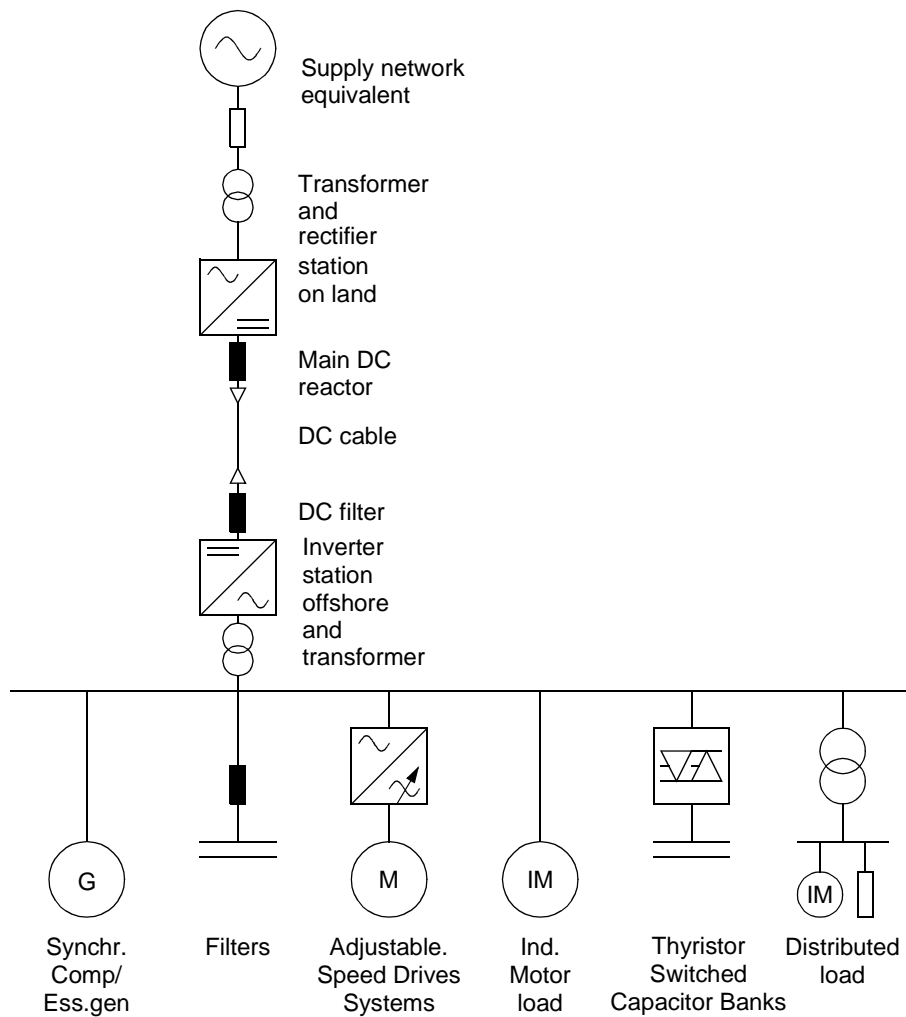 Supply network
equivalent
Transformer
and
rectifier
station
on land
Main DC
reactor
DC cable
DC filter
Inverter
station
offshore
and
transformer
G
M
IM
IM
Synchr.
Comp/
Ess.gen
Filters
Adjustable.
Speed Drives
Systems
Ind.
Motor
load
Thyristor
Switched
Capacitor Banks
Distributed
load